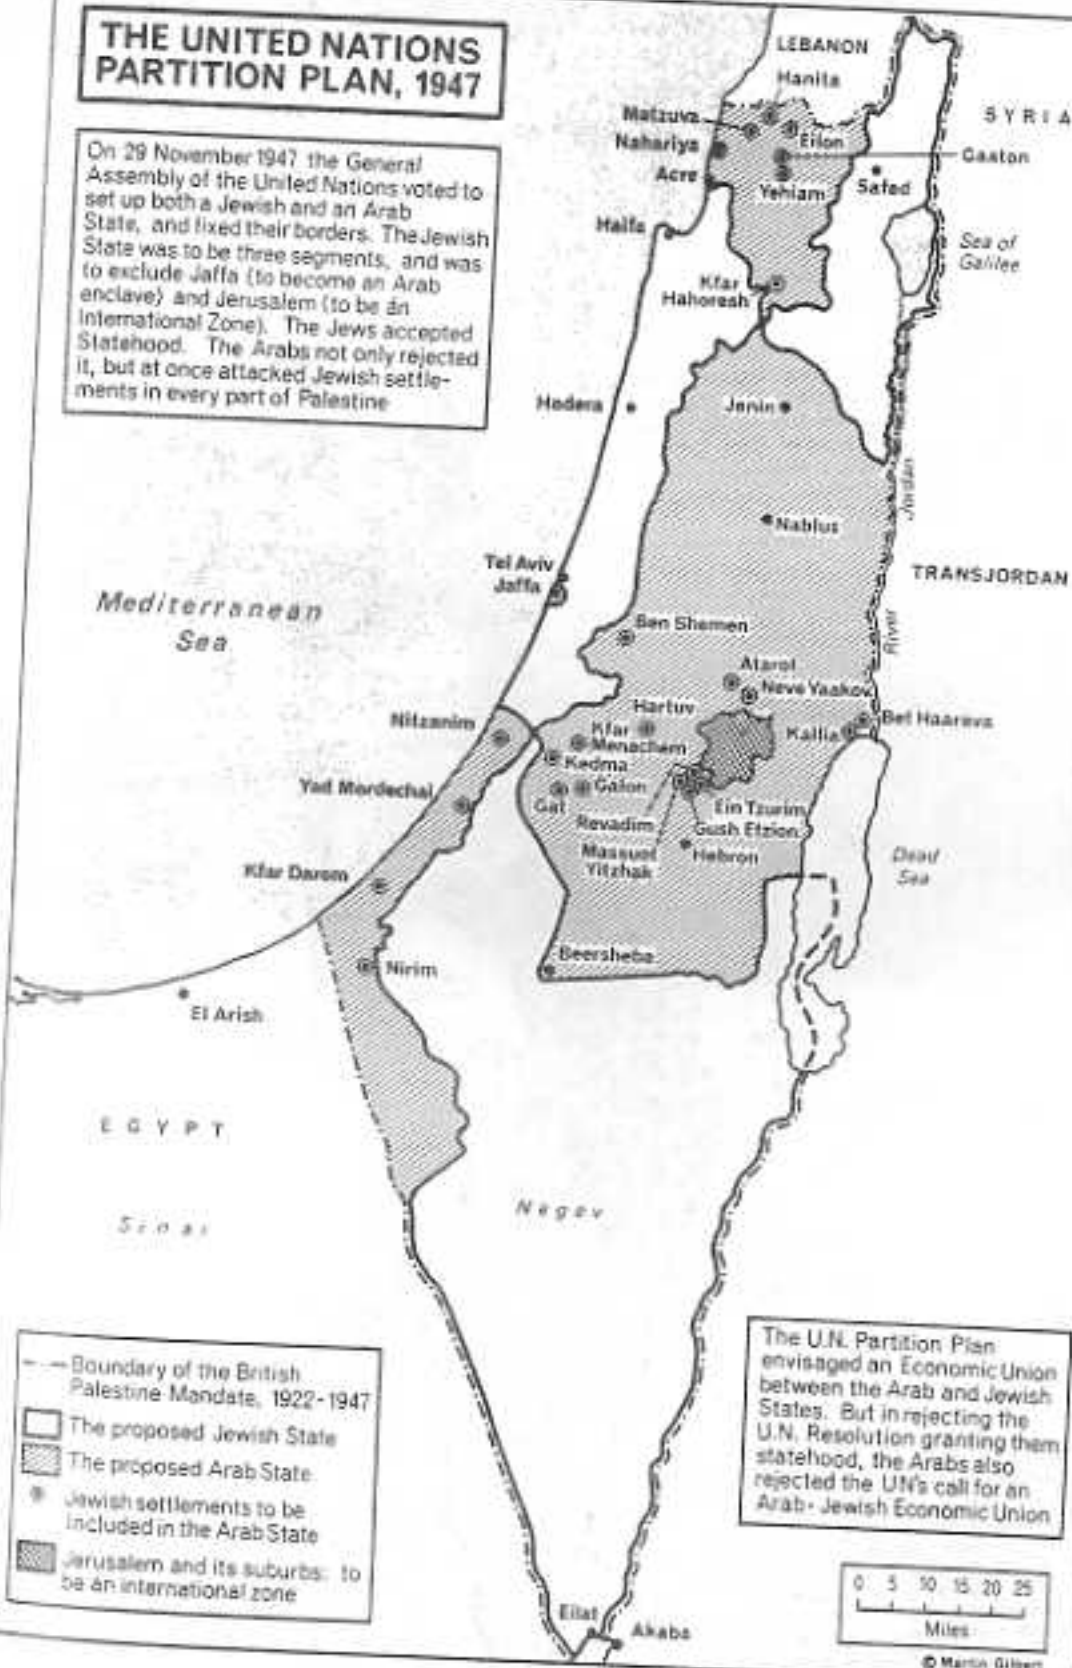 THE UNITED NATIONS
PARTITION PLAN, 1947
On 29 November 1947 the General
Assembly of the United Nations voted to
set up both a Jewish and an Arab
State, and fixed their borders. The Jewish
State was to be three segments, and was
to exclude Jaffa (to become an Arab
enclave) and Jerusalem (to be an
International Zone). The Jews accepted
Statehood. The Arabs not only rejected
it, but at once attacked Jewish settle-
ments in every part of Palestine
LEBANON
Hanita
SYRIA
Matzuva
Nahariya
Eilon
Gaaton
Acre
Yehiam
Safed
Haifa
Sea of
Galilee
Kfar
Hahoresh
Hadera
Jenin
Jordan
Nablus
Tel Aviv
Jaffa
TRANSJORDAN
Mediterranean
Sea
Ben Shemen
River
Atarot
Neve Yaakov
Hartuv
Nitzanim
Kfar
Menachem
Kallia
Bet Haarava
Kedma
Yad Mordechai
Gat
Galon
Ein Tzurim
Revadim
Gush Etzion
Massuot
Yitzhak
Hebron
Dead
Sea
Kfar Darom
Beersheba
Nirim
El Arish
EGYPT
Sinai
Negev
Boundary of the British
Palestine Mandate, 1922-1947
The proposed Jewish State
The proposed Arab State
Jewish settlements to be
included in the Arab State
Jerusalem and its suburbs: to
be an international zone
The U.N. Partition Plan
envisaged an Economic Union
between the Arab and Jewish
States. But in rejecting the
U.N. Resolution granting them
statehood, the Arabs also
rejected the UN's call for an
Arab-Jewish Economic Union
0 5 10 15 20 25
Miles
Eilat
Akaba
© Martin Gilbert